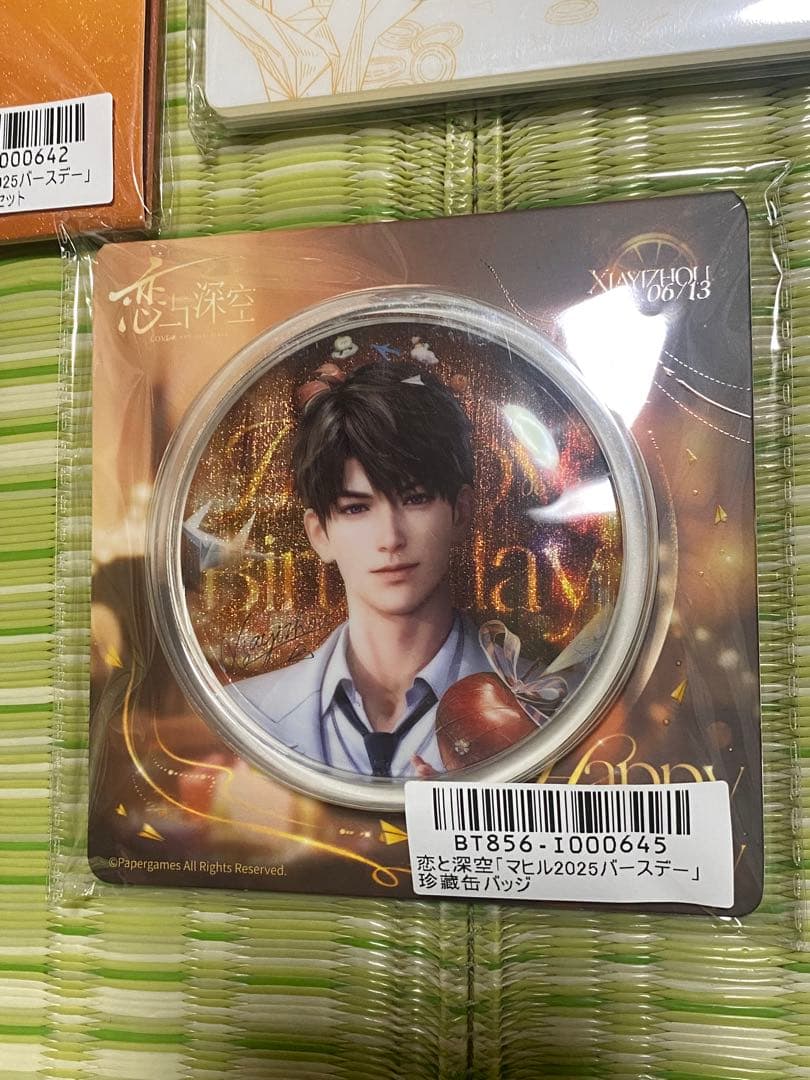 000642
025バースデー」
セット
恋与深空
XIAYIZHOU
06/13
Birthday
Xiayizhou
Happy
©Papergames All Rights Reserved.
BT856-I000645
恋と深空「マヒル2025バースデー」
珍藏缶バッジ